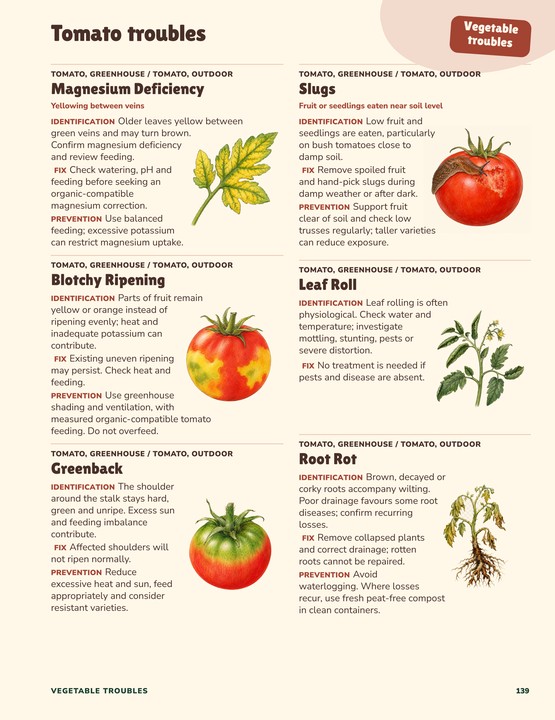 Tomato troubles
Vegetable
troubles
TOMATO, GREENHOUSE / TOMATO, OUTDOOR
Magnesium Deficiency
Yellowing between veins
IDENTIFICATION Older leaves yellow between
green veins and may turn brown.
Confirm magnesium deficiency
and review feeding.
FIX Check watering, pH and
feeding before seeking an
organic-compatible
magnesium correction.
PREVENTION Use balanced
feeding; excessive potassium
can restrict magnesium uptake.
TOMATO, GREENHOUSE / TOMATO, OUTDOOR
Blotchy Ripening
IDENTIFICATION Parts of fruit remain
yellow or orange instead of
ripening evenly; heat and
inadequate potassium can
contribute.
FIX Existing uneven ripening
may persist. Check heat and
feeding.
PREVENTION Use greenhouse
shading and ventilation, with
measured organic-compatible tomato
feeding. Do not overfeed.
TOMATO, GREENHOUSE / TOMATO, OUTDOOR
Greenback
IDENTIFICATION The shoulder
around the stalk stays hard,
green and unripe. Excess sun
and feeding imbalance
contribute.
FIX Affected shoulders will
not ripen normally.
PREVENTION Reduce
excessive heat and sun, feed
appropriately and consider
resistant varieties.
TOMATO, GREENHOUSE / TOMATO, OUTDOOR
Slugs
Fruit or seedlings eaten near soil level
IDENTIFICATION Low fruit and
seedlings are eaten, particularly
on bush tomatoes close to
damp soil.
FIX Remove spoiled fruit
and hand-pick slugs during
damp weather or after dark.
PREVENTION Support fruit
clear of soil and check low
trusses regularly; taller varieties
can reduce exposure.
TOMATO, GREENHOUSE / TOMATO, OUTDOOR
Leaf Roll
IDENTIFICATION Leaf rolling is often
physiological. Check water and
temperature; investigate
mottling, stunting, pests or
severe distortion.
FIX No treatment is needed if
pests and disease are absent.
TOMATO, GREENHOUSE / TOMATO, OUTDOOR
Root Rot
IDENTIFICATION Brown, decayed or
corky roots accompany wilting.
Poor drainage favours some root
diseases; confirm recurring
losses.
FIX Remove collapsed plants
and correct drainage; rotten
roots cannot be repaired.
PREVENTION Avoid
waterlogging. Where losses
recur, use fresh peat-free compost
in clean containers.
VEGETABLE TROUBLES
139